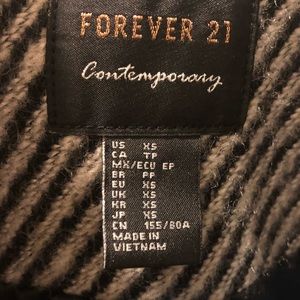 FOREVER 21
Contemporary
US XS
CA TP
MX/ECU EP
BR PP
EU XS
UK XS
KR XS
JP XS
CN 155/80A
MADE IN
VIETNAM